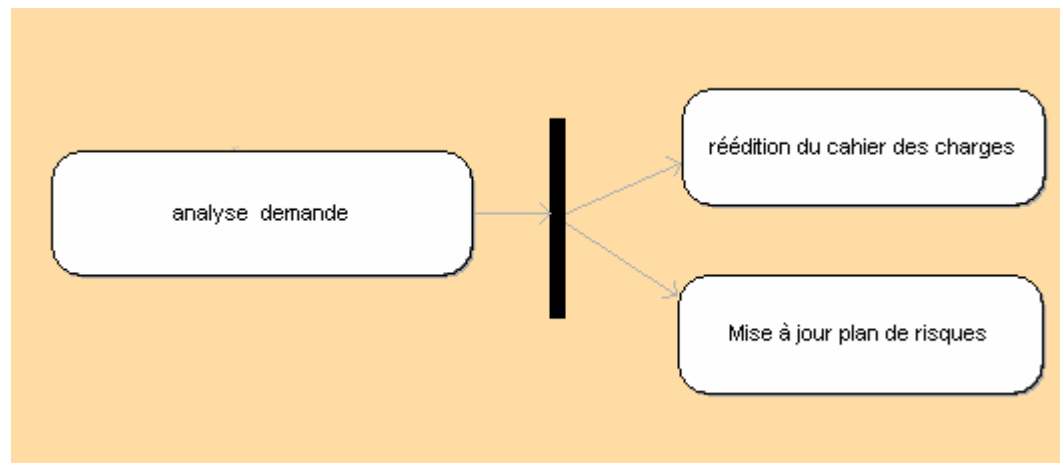 analyse demande
réédition du cahier des charges
Mise à jour plan de risques